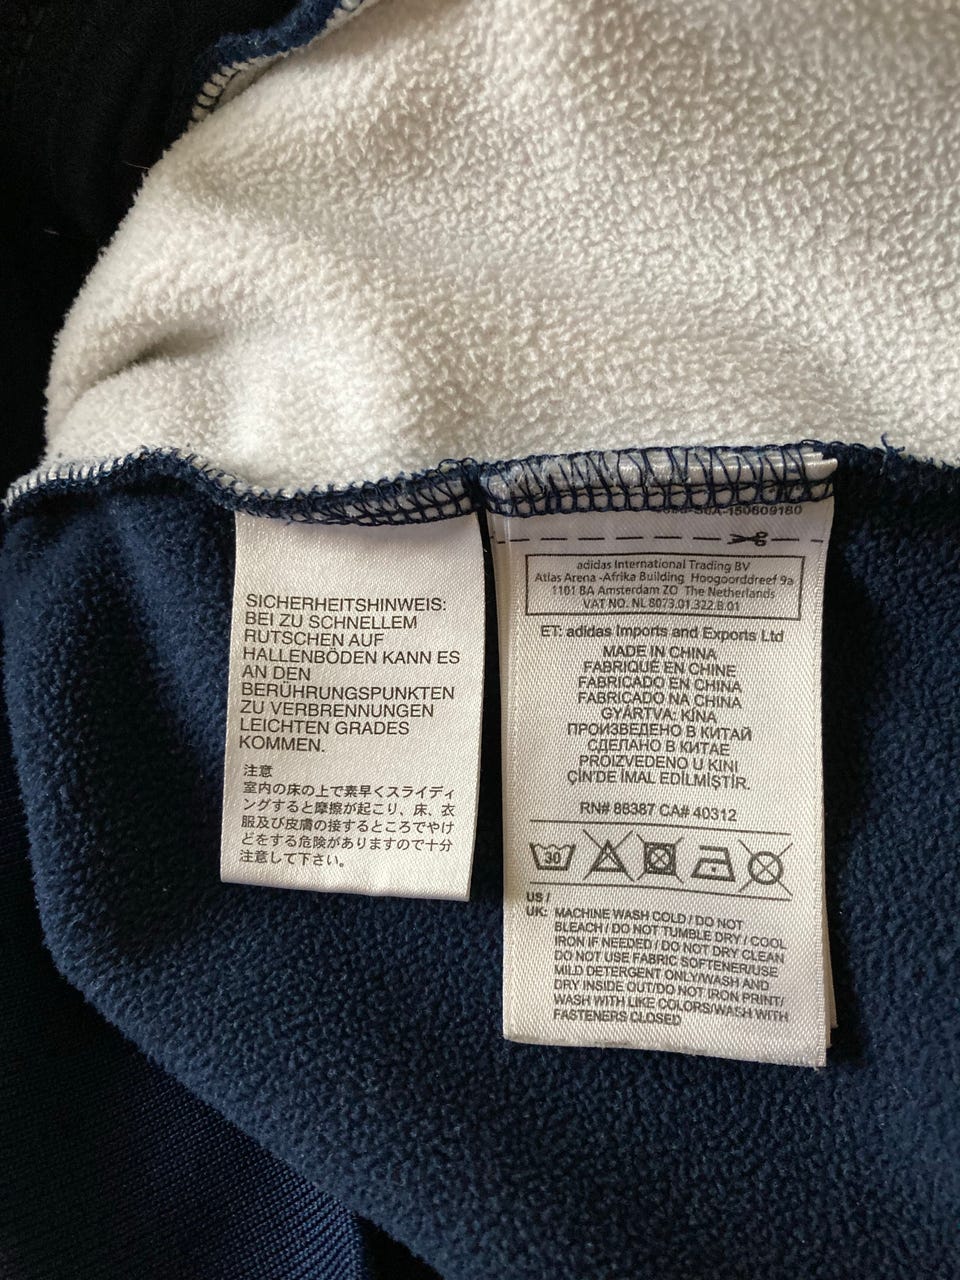 SICHERHEITSHINWEIS:
BEI ZU SCHNELLEM
RUTSCHEN AUF
HALLENBÖDEN KANN ES
AN DEN
BERÜHRUNGSPUNKTEN
ZU VERBRENNUNGEN
LEICHTEN GRADES
KOMMEN.
注意
室内の床の上で素早くスライディ
ングすると摩擦が起こり、床、衣
服及び皮膚の接するところでやけ
どをする危険がありますので十分
注意して下さい。
150609180
adidas International Trading BV
Atlas Arena -Afrika Building Hoogoorddreef 9a
1101 BA Amsterdam ZO The Netherlands
VAT NO. NL 8073.01.322.B.01
ET: adidas Imports and Exports Ltd
MADE IN CHINA
FABRIQUÉ EN CHINE
FABRICADO EN CHINA
FABRICADO NA CHINA
GYÁRTVA: KÍNA
ПРОИЗВЕДЕНО В КИТАЙ
СДЕЛАНО В КИТАЕ
PROIZVEDENO U KINI
ÇİN'DE İMAL EDİLMİŞTİR.
RN# 88387 CA# 40312
30
US /
UK: MACHINE WASH COLD / DO NOT
BLEACH / DO NOT TUMBLE DRY / COOL
IRON IF NEEDED / DO NOT DRY CLEAN
DO NOT USE FABRIC SOFTENER/USE
MILD DETERGENT ONLY/WASH AND
DRY INSIDE OUT/DO NOT IRON PRINT/
WASH WITH LIKE COLORS/WASH WITH
FASTENERS CLOSED